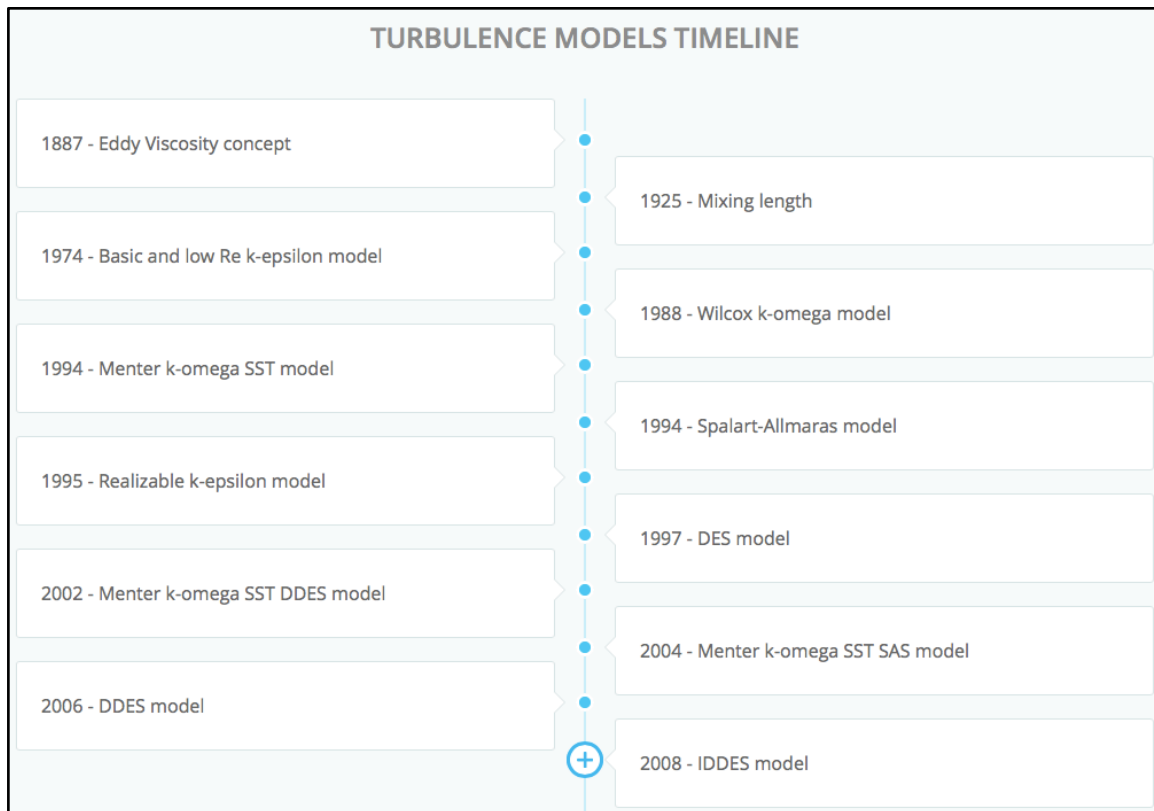 TURBULENCE MODELS TIMELINE
1887 - Eddy Viscosity concept
1925 - Mixing length
1974 - Basic and low Re k-epsilon model
1988 - Wilcox k-omega model
1994 - Menter k-omega SST model
1994 - Spalart-Allmaras model
1995 - Realizable k-epsilon model
1997 - DES model
2002 - Menter k-omega SST DDES model
2004 - Menter k-omega SST SAS model
2006 - DDES model
2008 - IDDES model